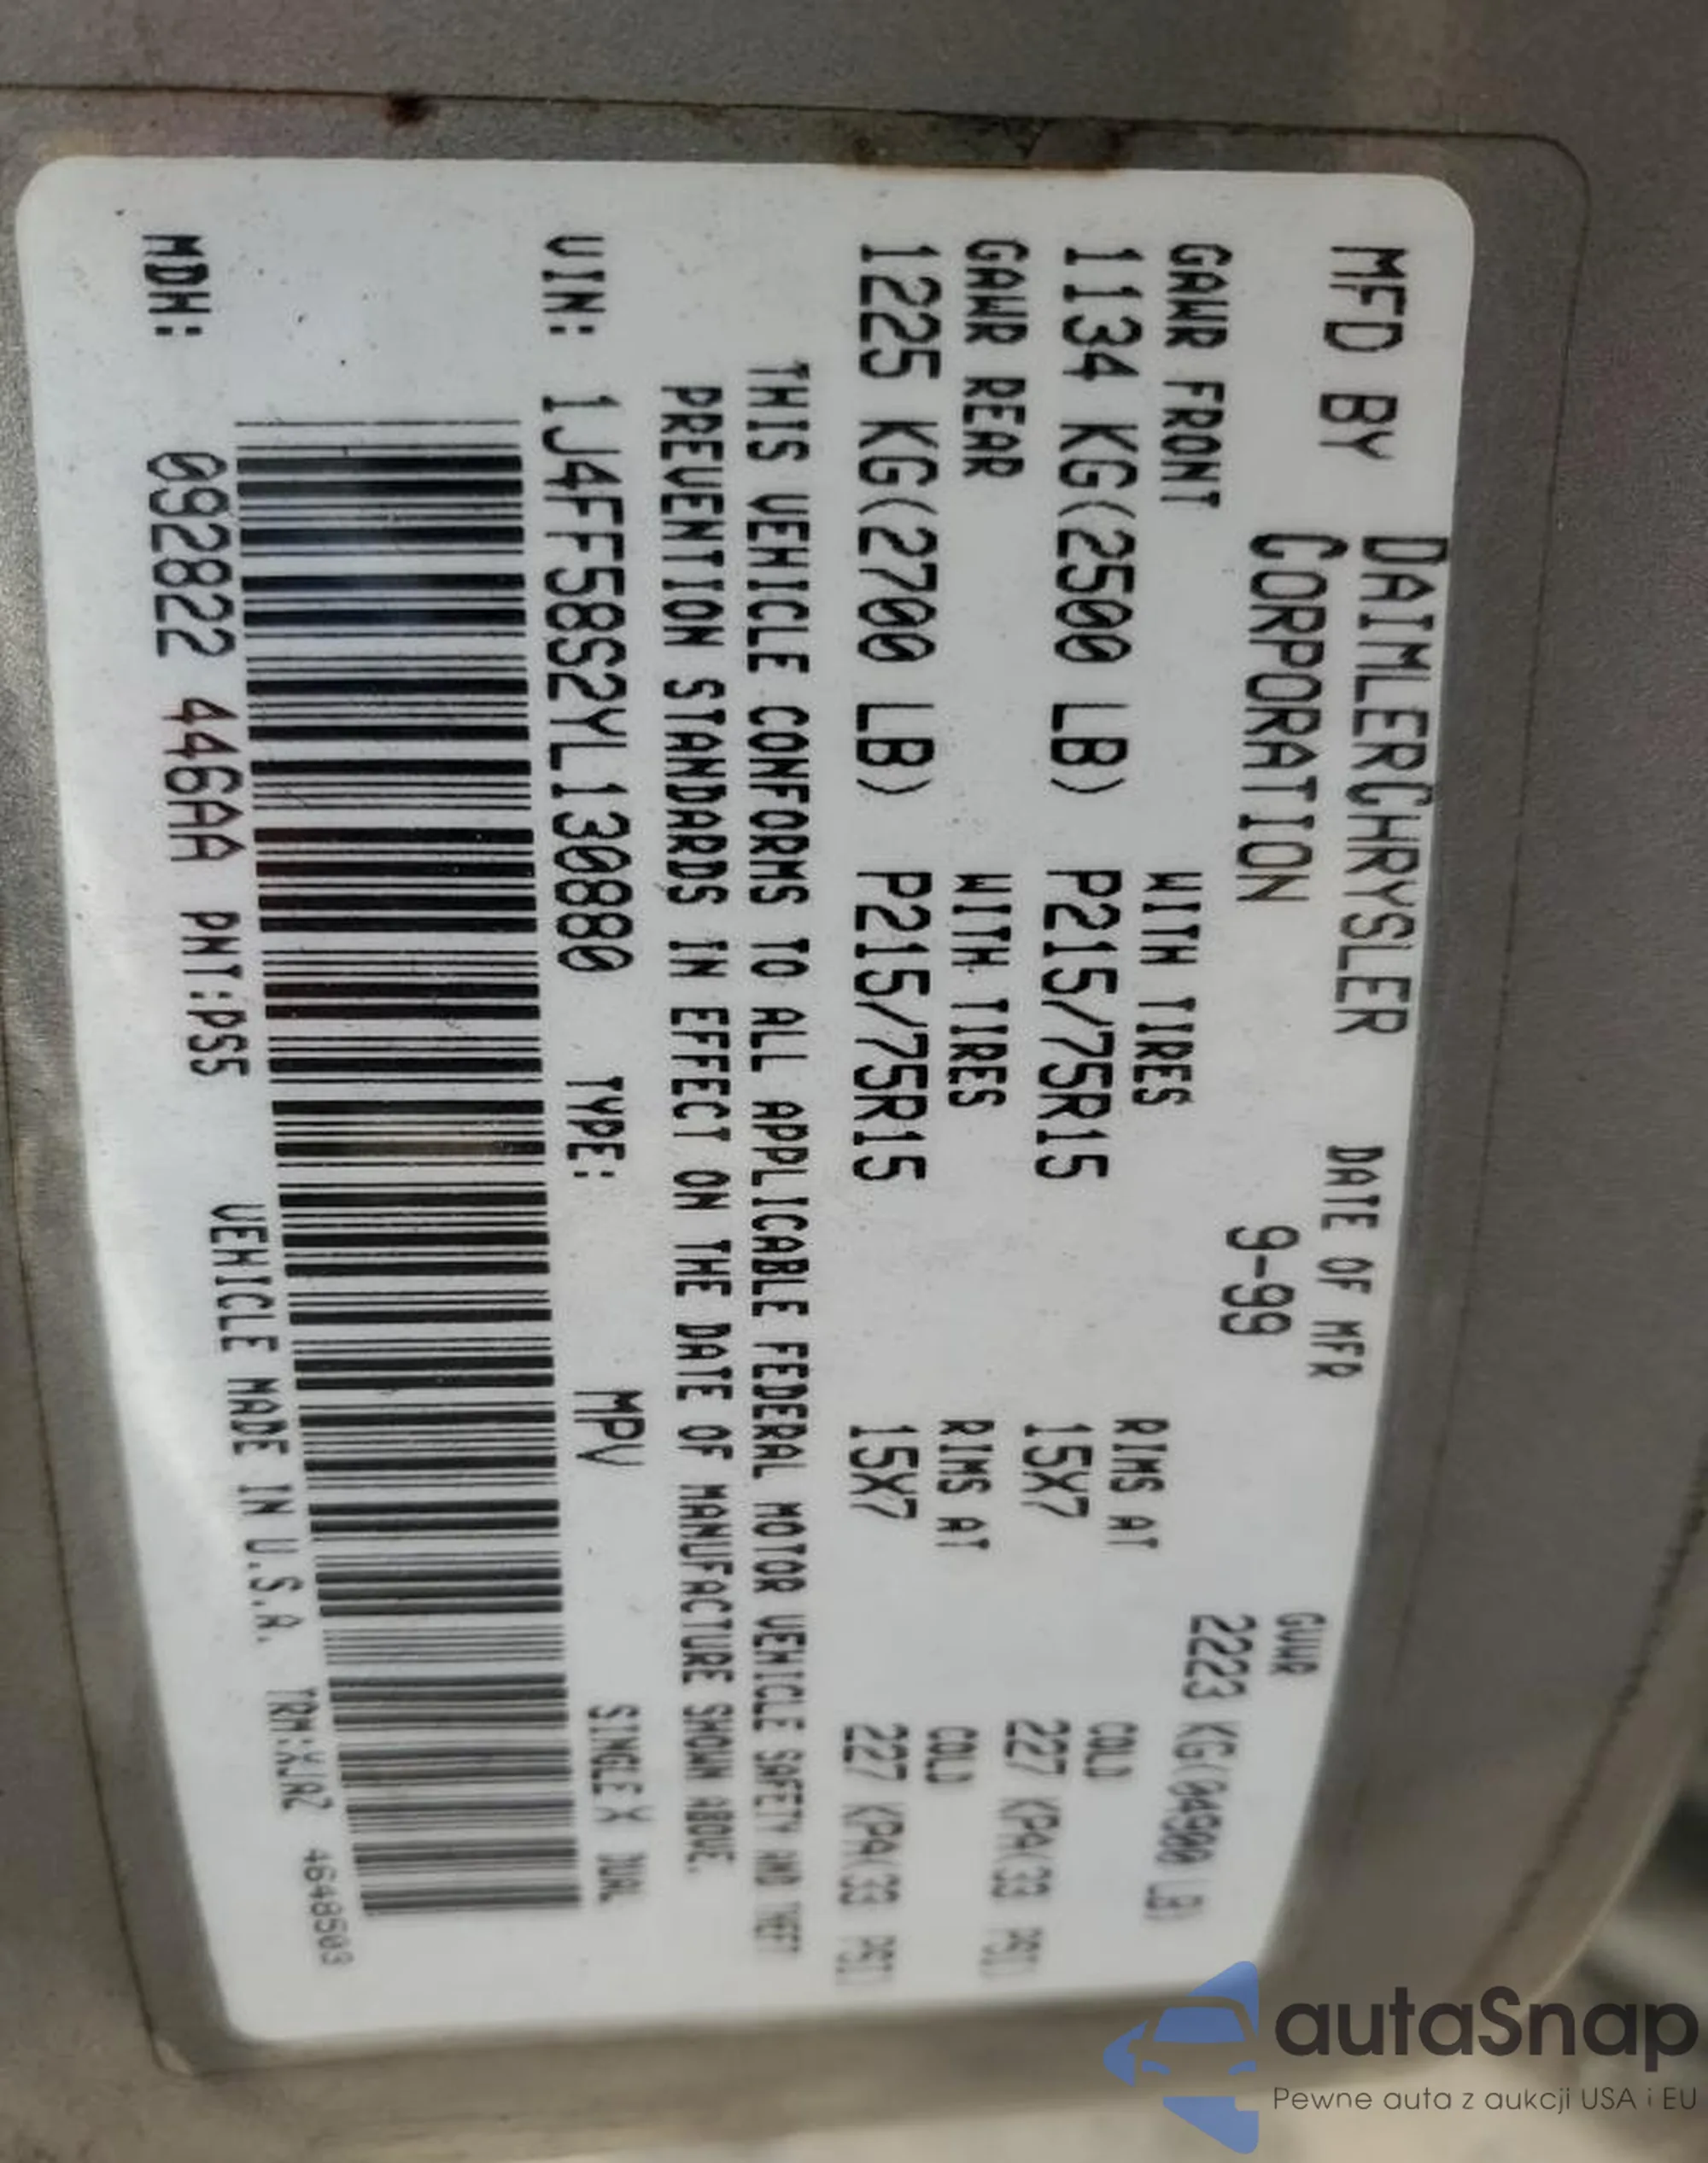 MFD BY DAIMLERCHRYSLER CORPORATION DATE OF MFR 9-99 GVWR 2223 KG(04900 LB)
GAWR FRONT WITH TIRES RIMS AT COLD
1134 KG(2500 LB) P215/75R15 15X7 227 KPA(33 PSI)
GAWR REAR WITH TIRES RIMS AT COLD
1225 KG(2700 LB) P215/75R15 15X7 227 KPA(33 PSI)
THIS VEHICLE CONFORMS TO ALL APPLICABLE FEDERAL MOTOR VEHICLE SAFETY AND THEFT
PREVENTION STANDARDS IN EFFECT ON THE DATE OF MANUFACTURE SHOWN ABOVE.
VIN: 1J4FF58S2YL130880 TYPE: MPV SINGLE X DUAL
MDH: 092822 446AA PNT:PS5 VEHICLE MADE IN U.S.A. TRM: 4648503
autaSnap
Pewne auta z aukcji USA i EU